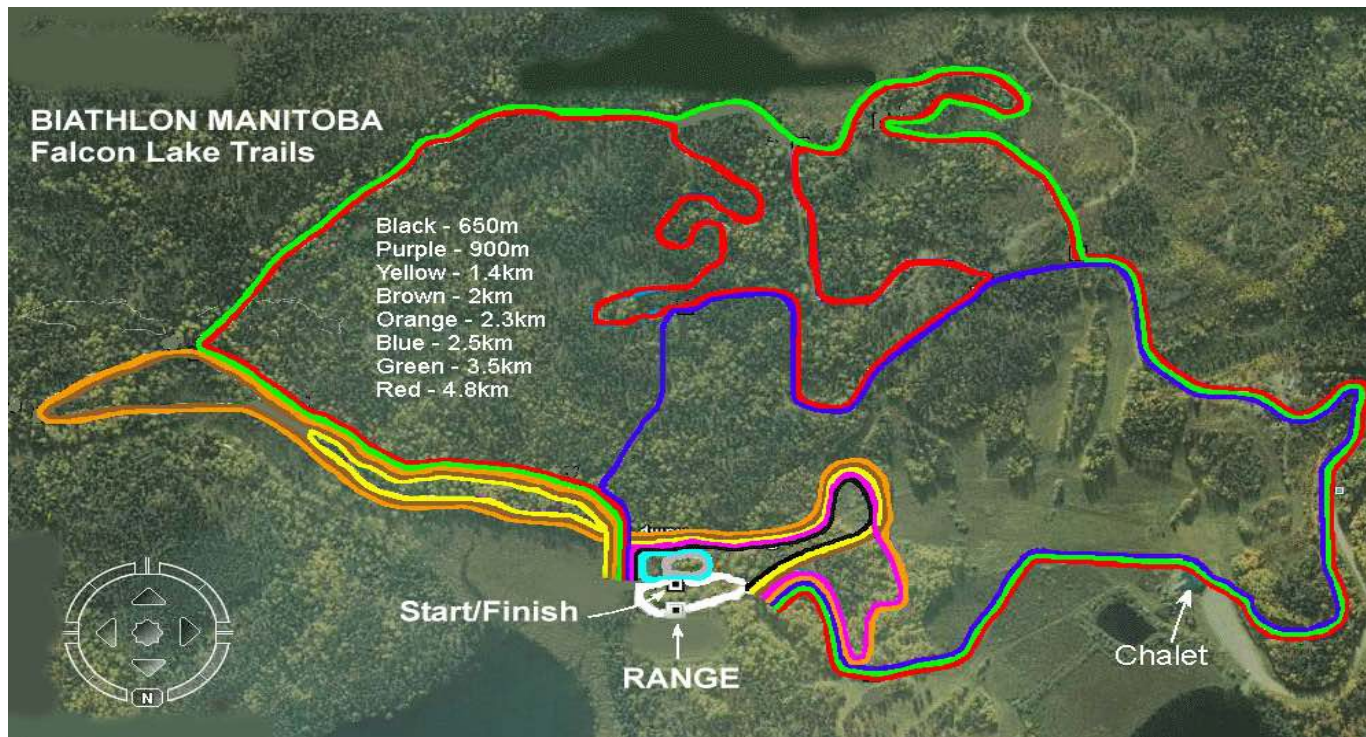 BIATHLON MANITOBA
Falcon Lake Trails
Black - 650m
Purple - 900m
Yellow - 1.4km
Brown - 2km
Orange - 2.3km
Blue - 2.5km
Green - 3.5km
Red - 4.8km
Start/Finish
RANGE
Chalet
N